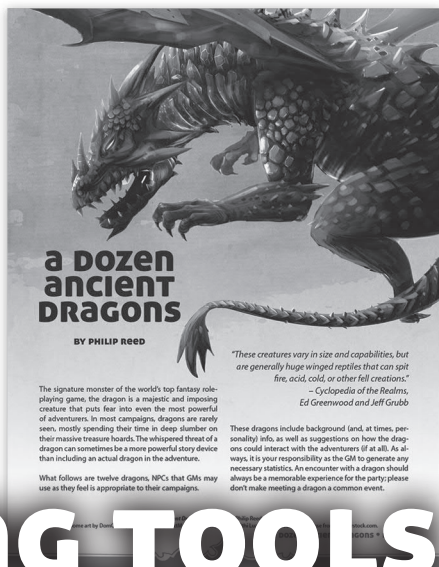 a Dozen
ancient
Dragons
BY PHILIP REED
The signature monster of the world's top fantasy role-
playing game, the dragon is a majestic and imposing
creature that puts fear into even the most powerful
of adventurers. In most campaigns, dragons are rarely
seen, mostly spending their time in deep slumber on
their massive treasure hoards. The whispered threat of a
dragon can sometimes be a more powerful story device
than including an actual dragon in the adventure.
What follows are twelve dragons, NPCs that GMs may
use as they feel is appropriate to their campaigns.
"These creatures vary in size and capabilities, but
are generally huge winged reptiles that can spit
fire, acid, cold, or other fell creations."
– Cyclopedia of the Realms,
Ed Greenwood and Jeff Grubb
These dragons include background (and, at times, per-
sonality) info, as well as suggestions on how the drag-
ons could interact with the adventurers (if at all). As al-
ways, it is your responsibility as the GM to generate any
necessary statistics. An encounter with a dragon should
always be a memorable experience for the party; please
don't make meeting a dragon a common event.
G TOOLS